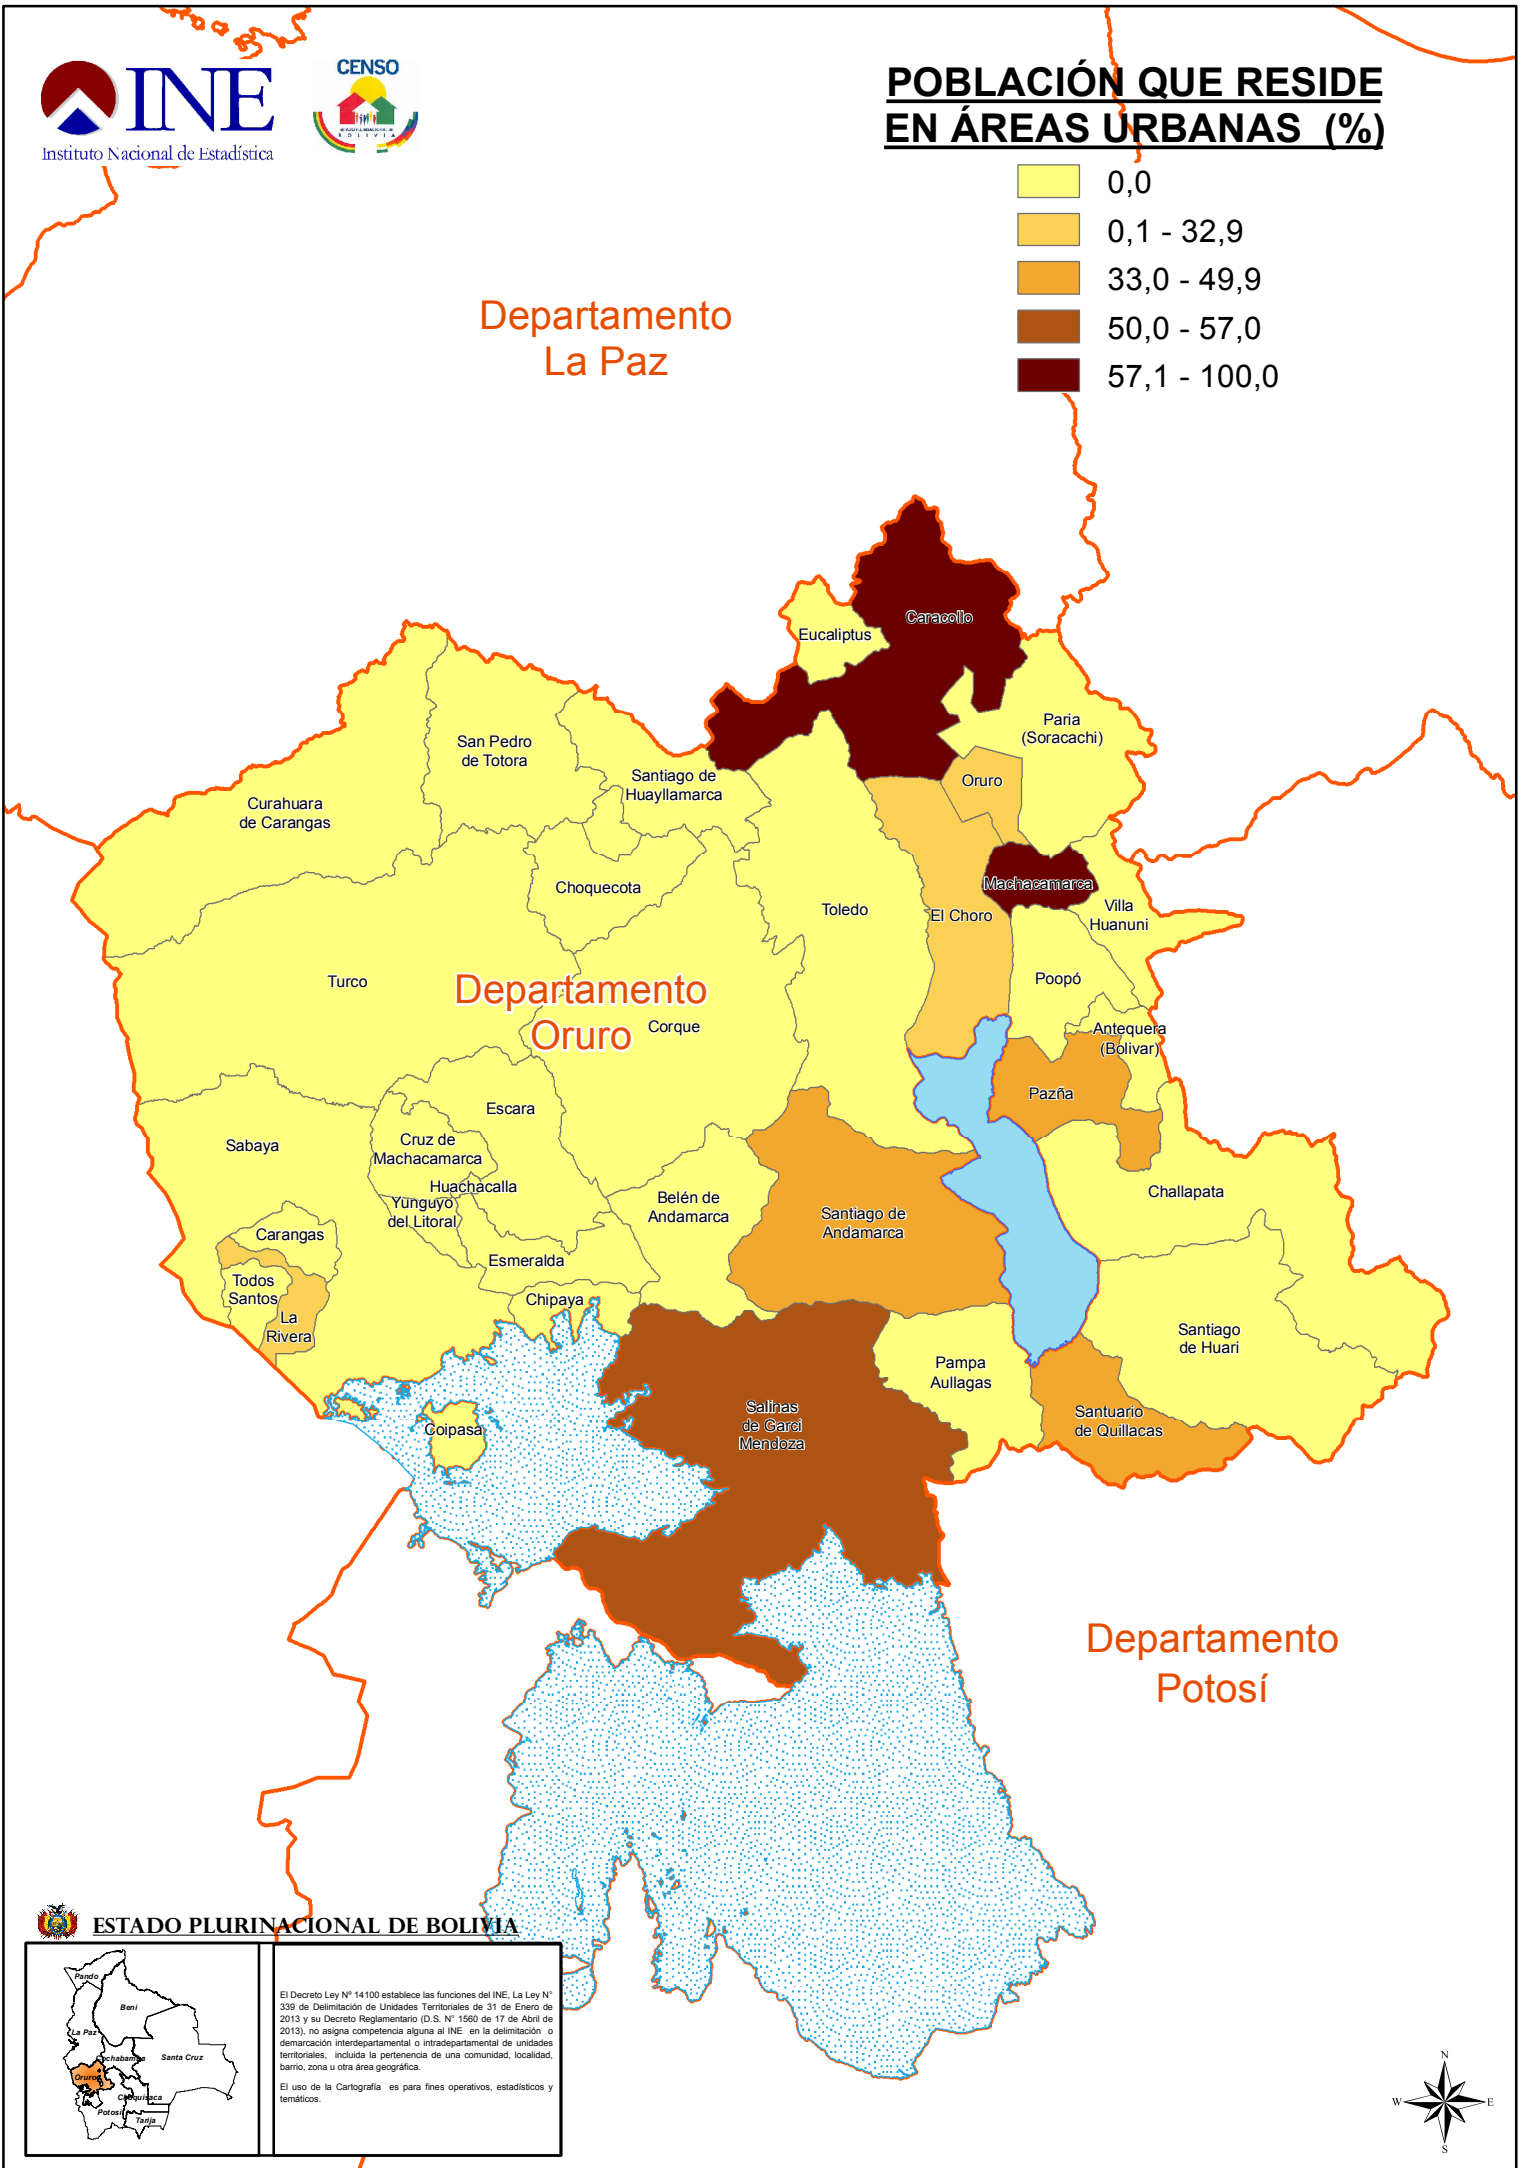 INE
Instituto Nacional de Estadística
CENSO
BOLIVIA
POBLACIÓN QUE RESIDE
EN ÁREAS URBANAS (%)
0,0
0,1 - 32,9
33,0 - 49,9
50,0 - 57,0
57,1 - 100,0
Departamento
La Paz
Caracollo
Eucaliptus
Paria
(Soracachi)
San Pedro
de Totora
Santiago de
Huayllamarca
Oruro
Curahuara
de Carangas
Choquecota
Toledo
El Choro
Machacamarca
Villa
Huanuni
Turco
Departamento
Oruro
Corque
Poopó
Antequera
(Bolivar)
Pazña
Escara
Sabaya
Cruz de
Machacamarca
Huachacalla
Yunguyo
del Litoral
Belén de
Andamarca
Santiago de
Andamarca
Challapata
Carangas
Esmeralda
Todos
Santos
La
Rivera
Chipaya
Santiago
de Huari
Pampa
Aullagas
Salinas
de Garci
Mendoza
Santuario
de Quillacas
Coipasa
Departamento
Potosí
ESTADO PLURINACIONAL DE BOLIVIA
Pando
Beni
La Paz
Cochabamba
Santa Cruz
Oruro
Chuquisaca
Potosi
Tarija
El Decreto Ley Nº 14100 establece las funciones del INE, La Ley N°
339 de Delimitación de Unidades Territoriales de 31 de Enero de
2013 y su Decreto Reglamentario (D.S. N° 1560 de 17 de Abril de
2013), no asigna competencia alguna al INE en la delimitación o
demarcación interdepartamental o intradepartamental de unidades
territoriales, incluida la pertenencia de una comunidad, localidad,
barrio, zona u otra área geográfica.
El uso de la Cartografía es para fines operativos, estadísticos y
temáticos.
N
W
E
S